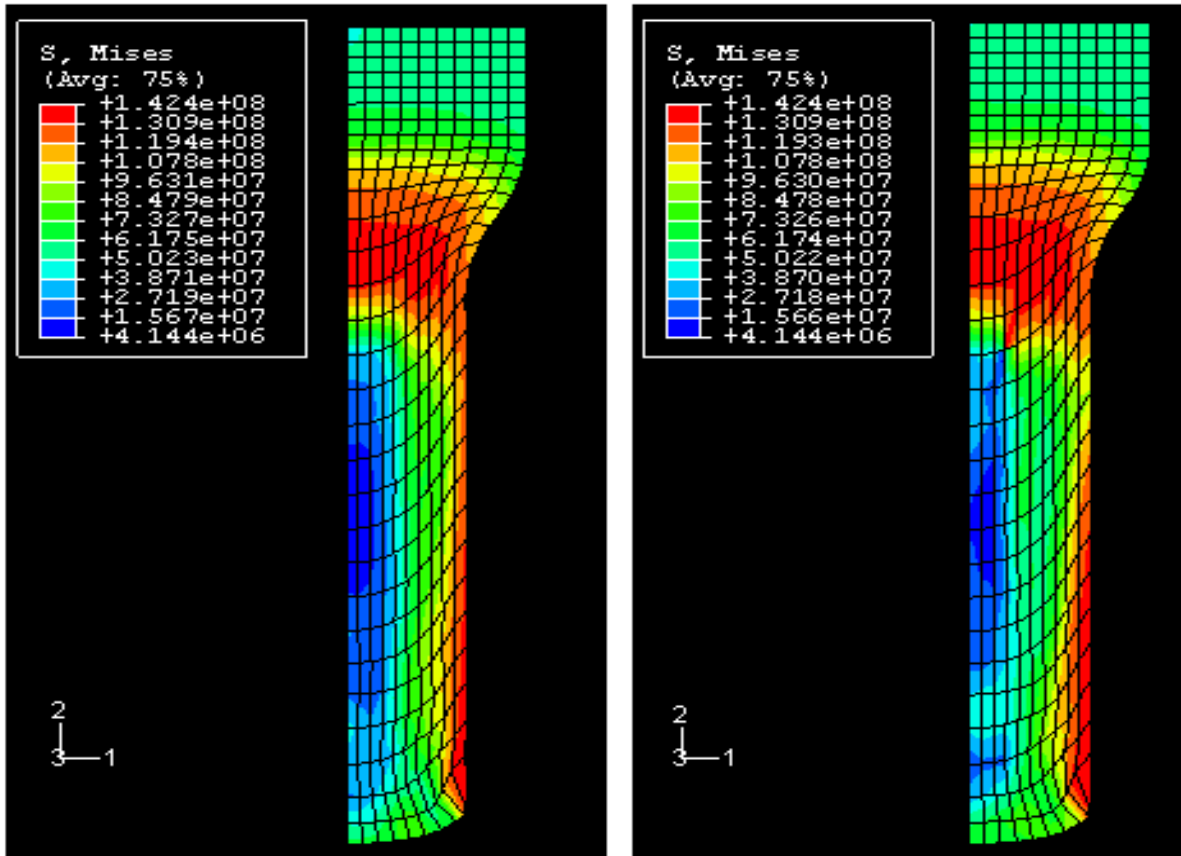 S, Mises
(Avg: 75%)
+1.424e+08
+1.309e+08
+1.194e+08
+1.078e+08
+9.631e+07
+8.479e+07
+7.327e+07
+6.175e+07
+5.023e+07
+3.871e+07
+2.719e+07
+1.567e+07
+4.144e+06
2
3 1
S, Mises
(Avg: 75%)
+1.424e+08
+1.309e+08
+1.193e+08
+1.078e+08
+9.630e+07
+8.478e+07
+7.326e+07
+6.174e+07
+5.022e+07
+3.870e+07
+2.718e+07
+1.566e+07
+4.144e+06
2
3 1